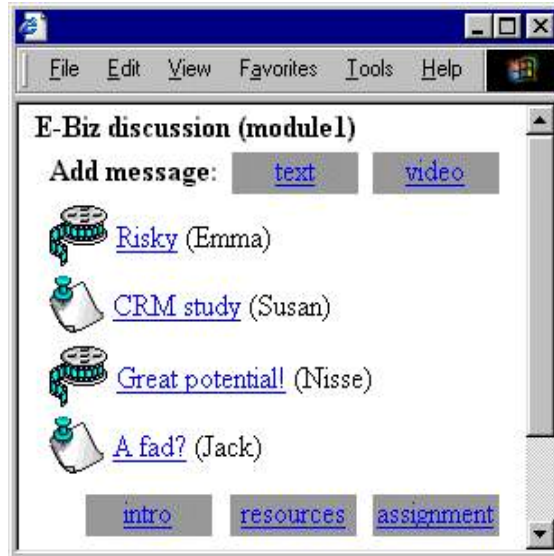 File Edit View Favorites Tools Help
E-Biz discussion (module1)
Add message: text video
Risky (Emma)
CRM study (Susan)
Great potential! (Nisse)
A fad? (Jack)
intro resources assignment